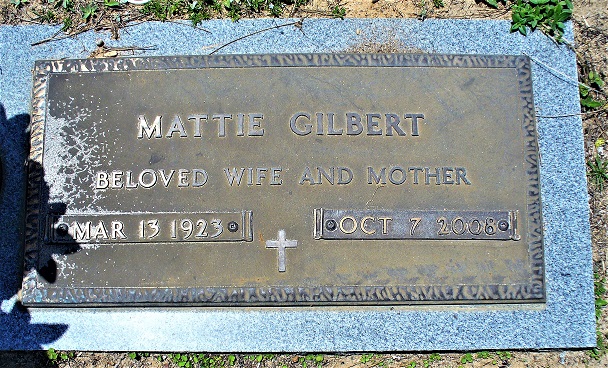 MATTIE GILBERT
BELOVED WIFE AND MOTHER
MAR 13 1923 OCT 7 2008